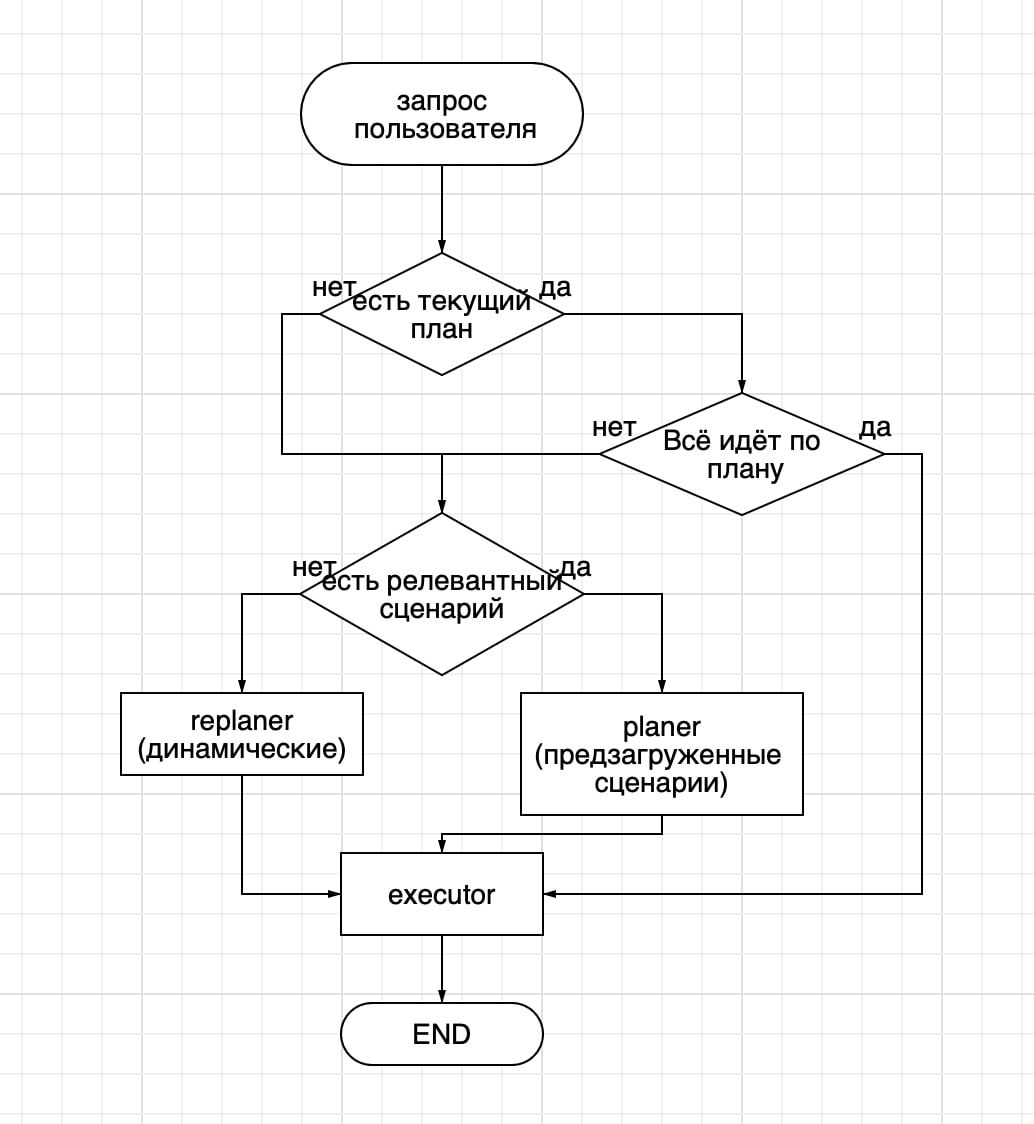 запрос
пользователя
нет
да
есть текущий
план
нет
да
Всё идёт по
плану
нет
да
есть релевантный
сценарий
replaner
(динамические)
planer
(предзагруженные
сценарии)
executor
END